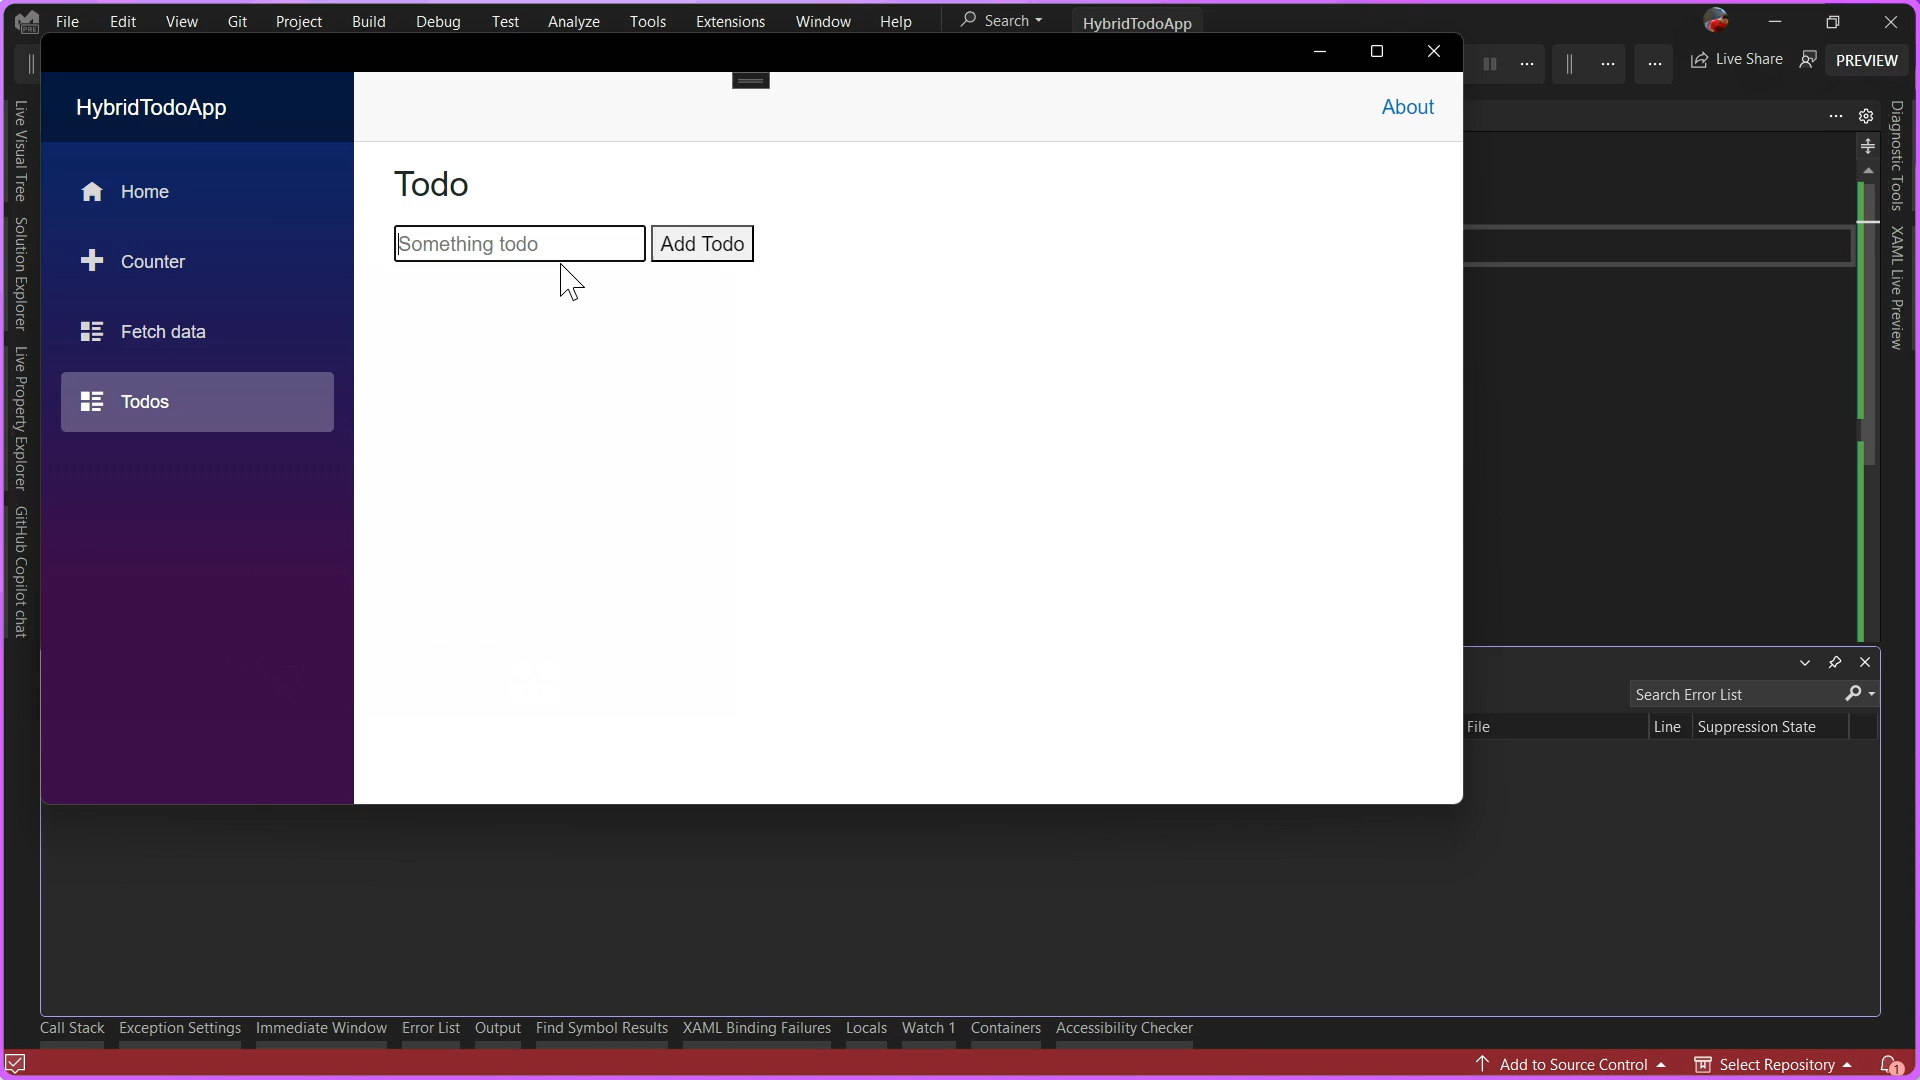 File Edit View Git Project Build Debug Test Analyze Tools Extensions Window Help Search HybridTodoApp
PRE
Live Share PREVIEW
HybridTodoApp
About
Home
Counter
Fetch data
Todos
Todo
Something todo Add Todo
Live Visual Tree
Solution Explorer
Live Property Explorer
GitHub Copilot chat
Diagnostic Tools
XAML Live Preview
Search Error List
File Line Suppression State
Call Stack Exception Settings Immediate Window Error List Output Find Symbol Results XAML Binding Failures Locals Watch 1 Containers Accessibility Checker
Add to Source Control Select Repository 1